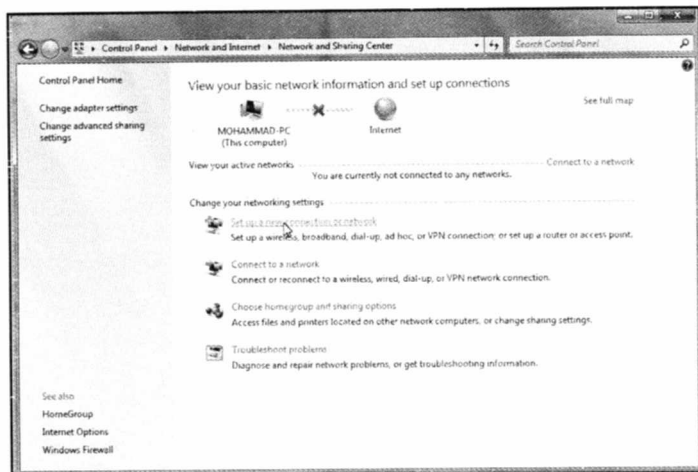 Control Panel ▸ Network and Internet ▸ Network and Sharing Center
Search Control Panel
Control Panel Home
Change adapter settings
Change advanced sharing
settings
View your basic network information and set up connections
See full map
MOHAMMAD-PC
(This computer)
Internet
View your active networks
Connect to a network
You are currently not connected to any networks.
Change your networking settings
Set up a new connection or network
Set up a wireless, broadband, dial-up, ad hoc, or VPN connection; or set up a router or access point.
Connect to a network
Connect or reconnect to a wireless, wired, dial-up, or VPN network connection.
Choose homegroup and sharing options
Access files and printers located on other network computers, or change sharing settings.
Troubleshoot problems
Diagnose and repair network problems, or get troubleshooting information.
See also
HomeGroup
Internet Options
Windows Firewall